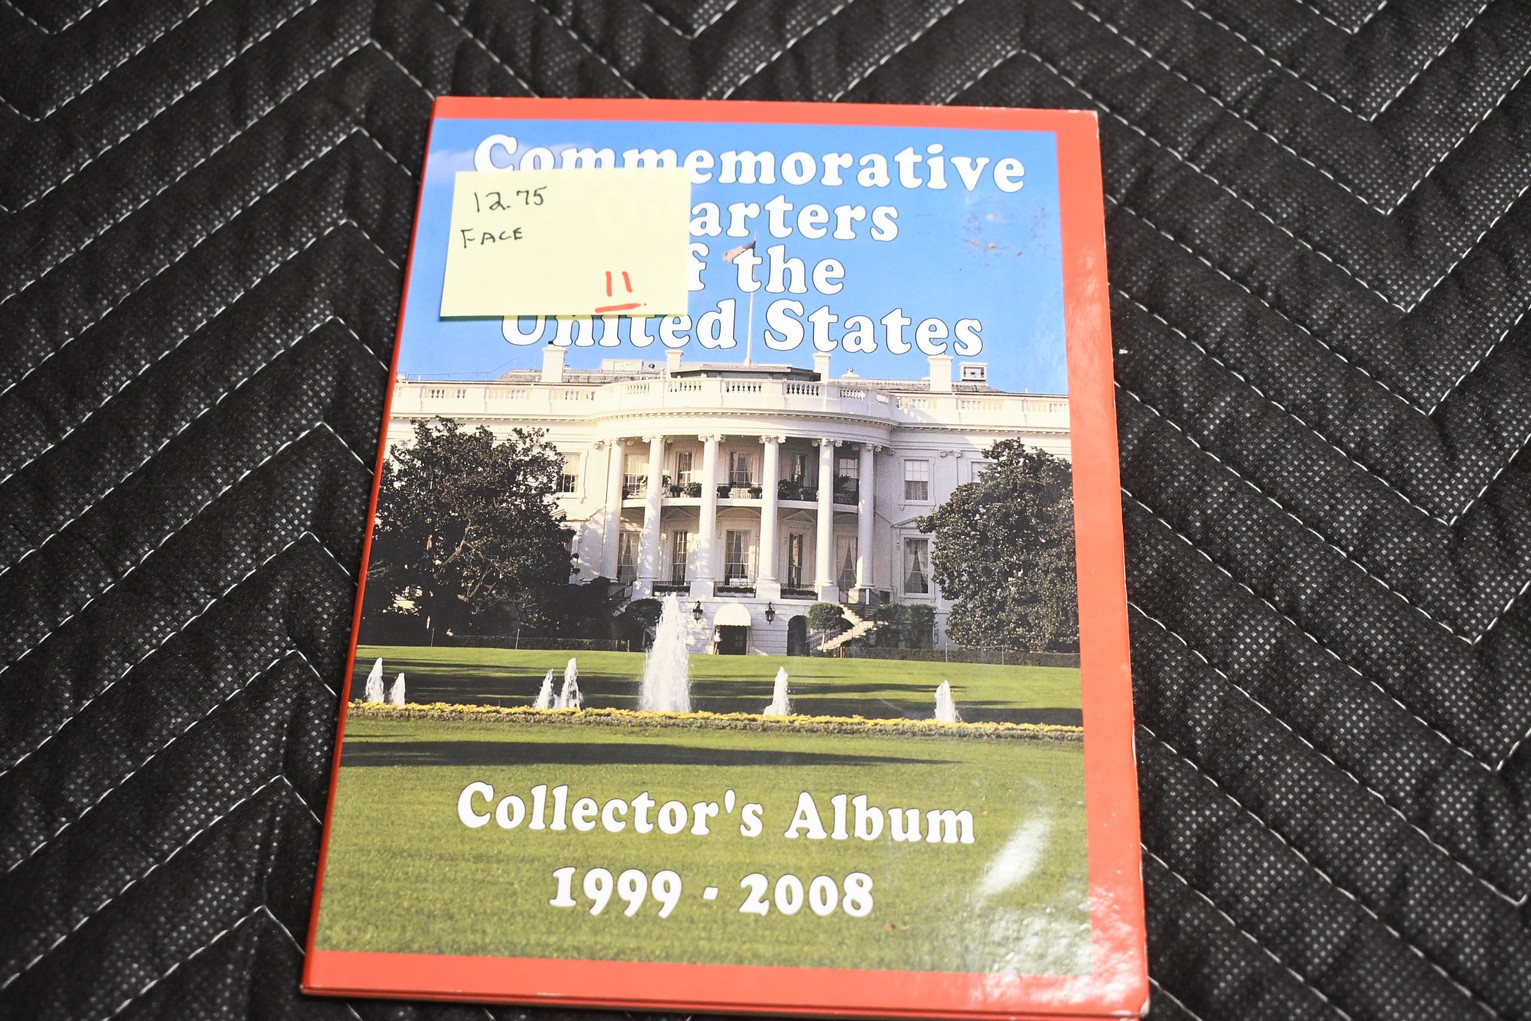 Commemorative
arters
f the
United States
12.75
FACE
11
Collector's Album
1999 - 2008